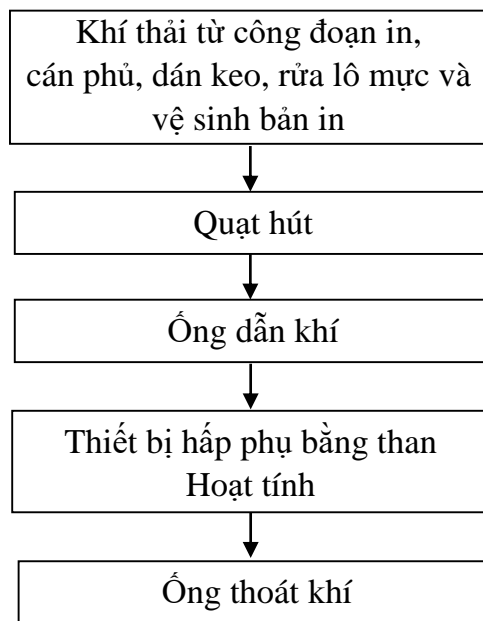 Khí thải từ công đoạn in,
cán phủ, dán keo, rửa lô mực và
vệ sinh bản in
Quạt hút
Ống dẫn khí
Thiết bị hấp phụ bằng than
Hoạt tính
Ống thoát khí